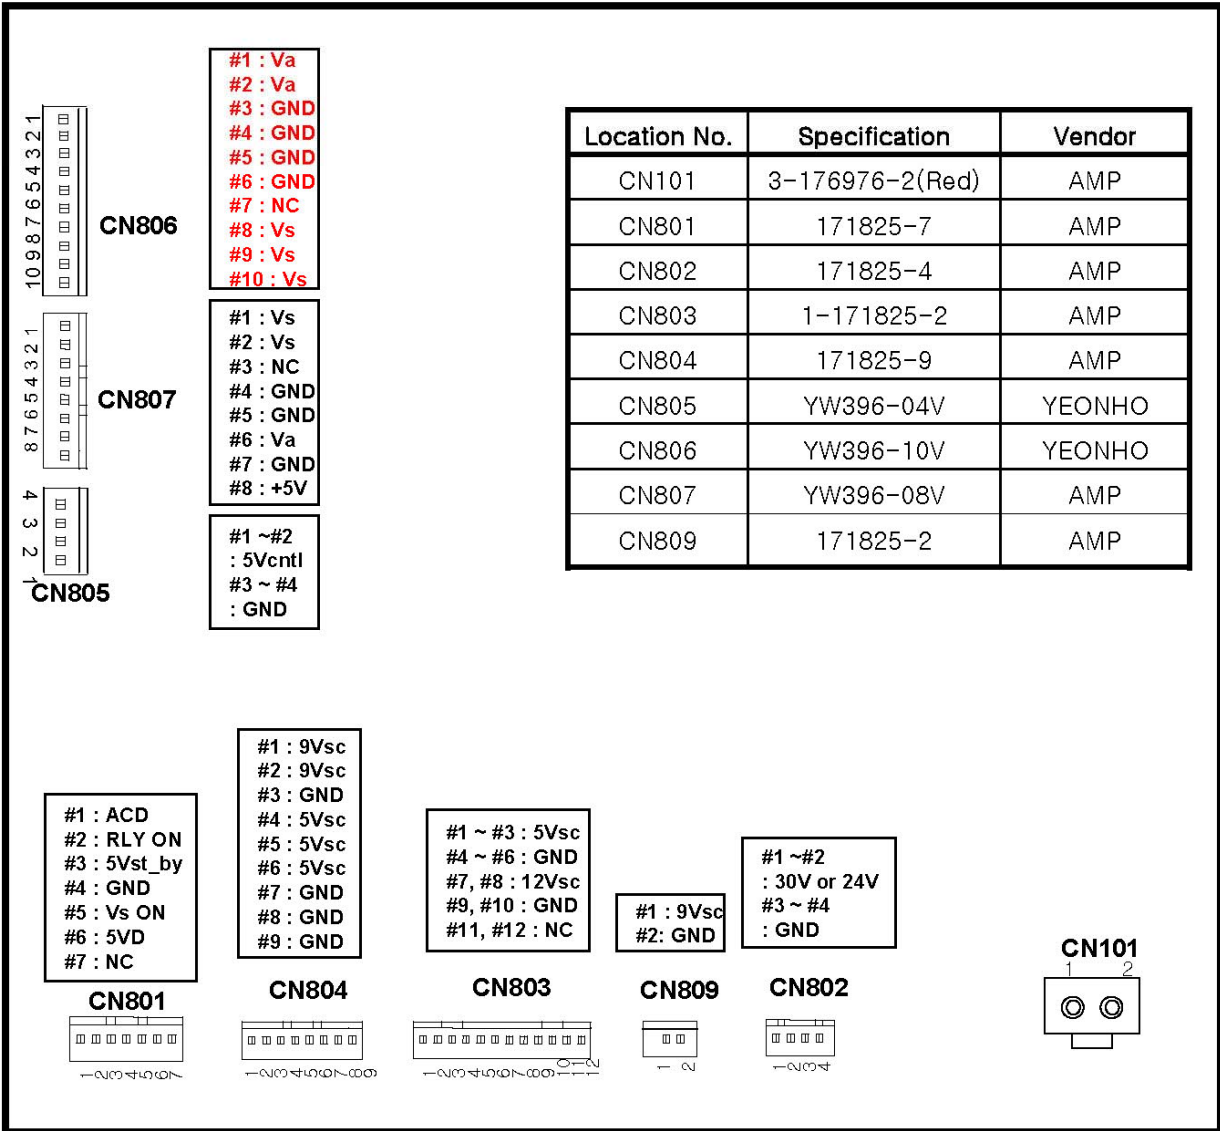 #1 : Va
#2 : Va
#3 : GND
#4 : GND
#5 : GND
#6 : GND
#7 : NC
#8 : Vs
#9 : Vs
#10 : Vs
1
2
3
4
5
6
7
8
9
10
CN806
#1 : Vs
#2 : Vs
#3 : NC
#4 : GND
#5 : GND
#6 : Va
#7 : GND
#8 : +5V
1
2
3
4
5
6
7
8
CN807
#1 ~#2
: 5Vcntl
#3 ~ #4
: GND
4
3
2
1
CN805
Location No. Specification Vendor
CN101 3-176976-2(Red) AMP
CN801 171825-7 AMP
CN802 171825-4 AMP
CN803 1-171825-2 AMP
CN804 171825-9 AMP
CN805 YW396-04V YEONHO
CN806 YW396-10V YEONHO
CN807 YW396-08V AMP
CN809 171825-2 AMP
#1 : ACD
#2 : RLY ON
#3 : 5Vst_by
#4 : GND
#5 : Vs ON
#6 : 5VD
#7 : NC
CN801
1 2 3 4 5 6 7
#1 : 9Vsc
#2 : 9Vsc
#3 : GND
#4 : 5Vsc
#5 : 5Vsc
#6 : 5Vsc
#7 : GND
#8 : GND
#9 : GND
CN804
1 2 3 4 5 6 7 8 9
#1 ~ #3 : 5Vsc
#4 ~ #6 : GND
#7, #8 : 12Vsc
#9, #10 : GND
#11, #12 : NC
CN803
1 2 3 4 5 6 7 8 9 10 11 12
#1 : 9Vsc
#2: GND
CN809
1 2
#1 ~#2
: 30V or 24V
#3 ~ #4
: GND
CN802
1 2 3 4
CN101
1 2